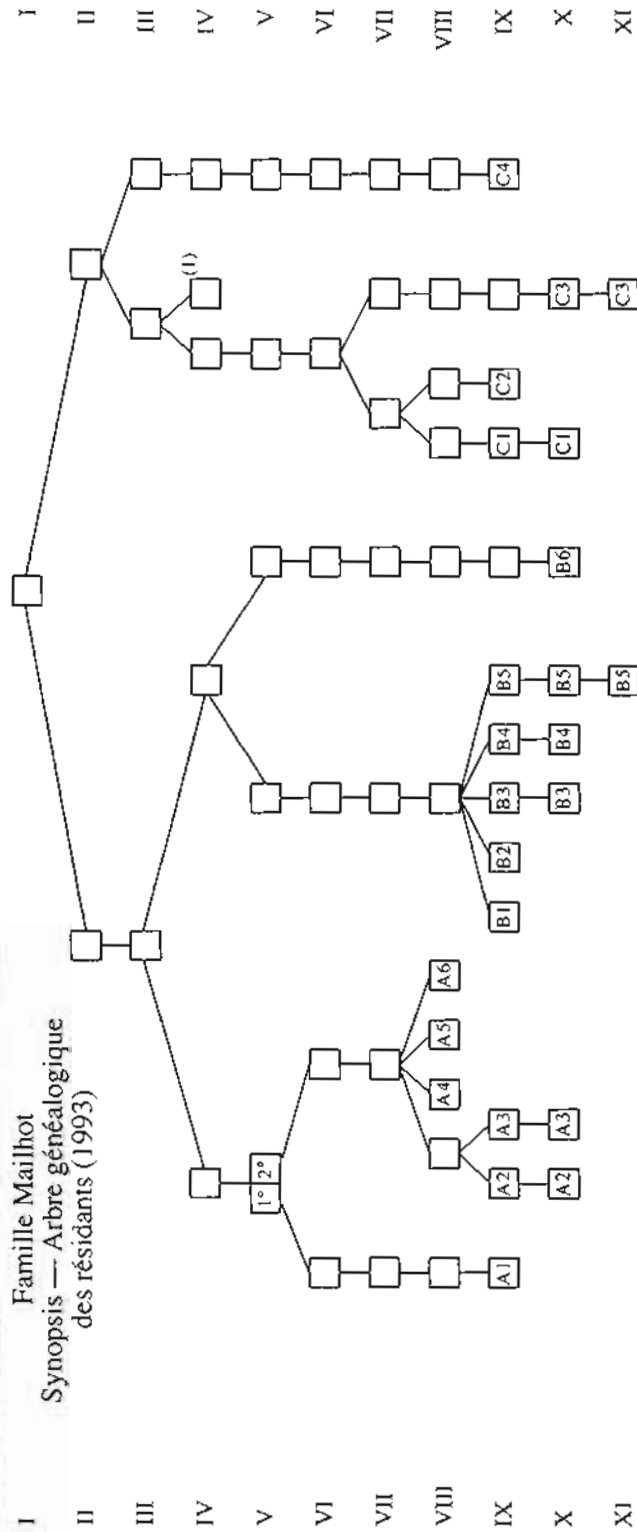 Famille Mailhot
Synopsis — Arbre généalogique
des résidants (1993)
I I
II II
III III
IV (1) IV
V 1° 2° V
VI VI
VII VII
VIII A4 A5 A6 VIII
IX A1 A2 A3 B1 B2 B3 B4 B5 C1 C2 C4 IX
X A2 A3 B3 B4 B5 B6 C1 C3 X
XI B5 C3 XI